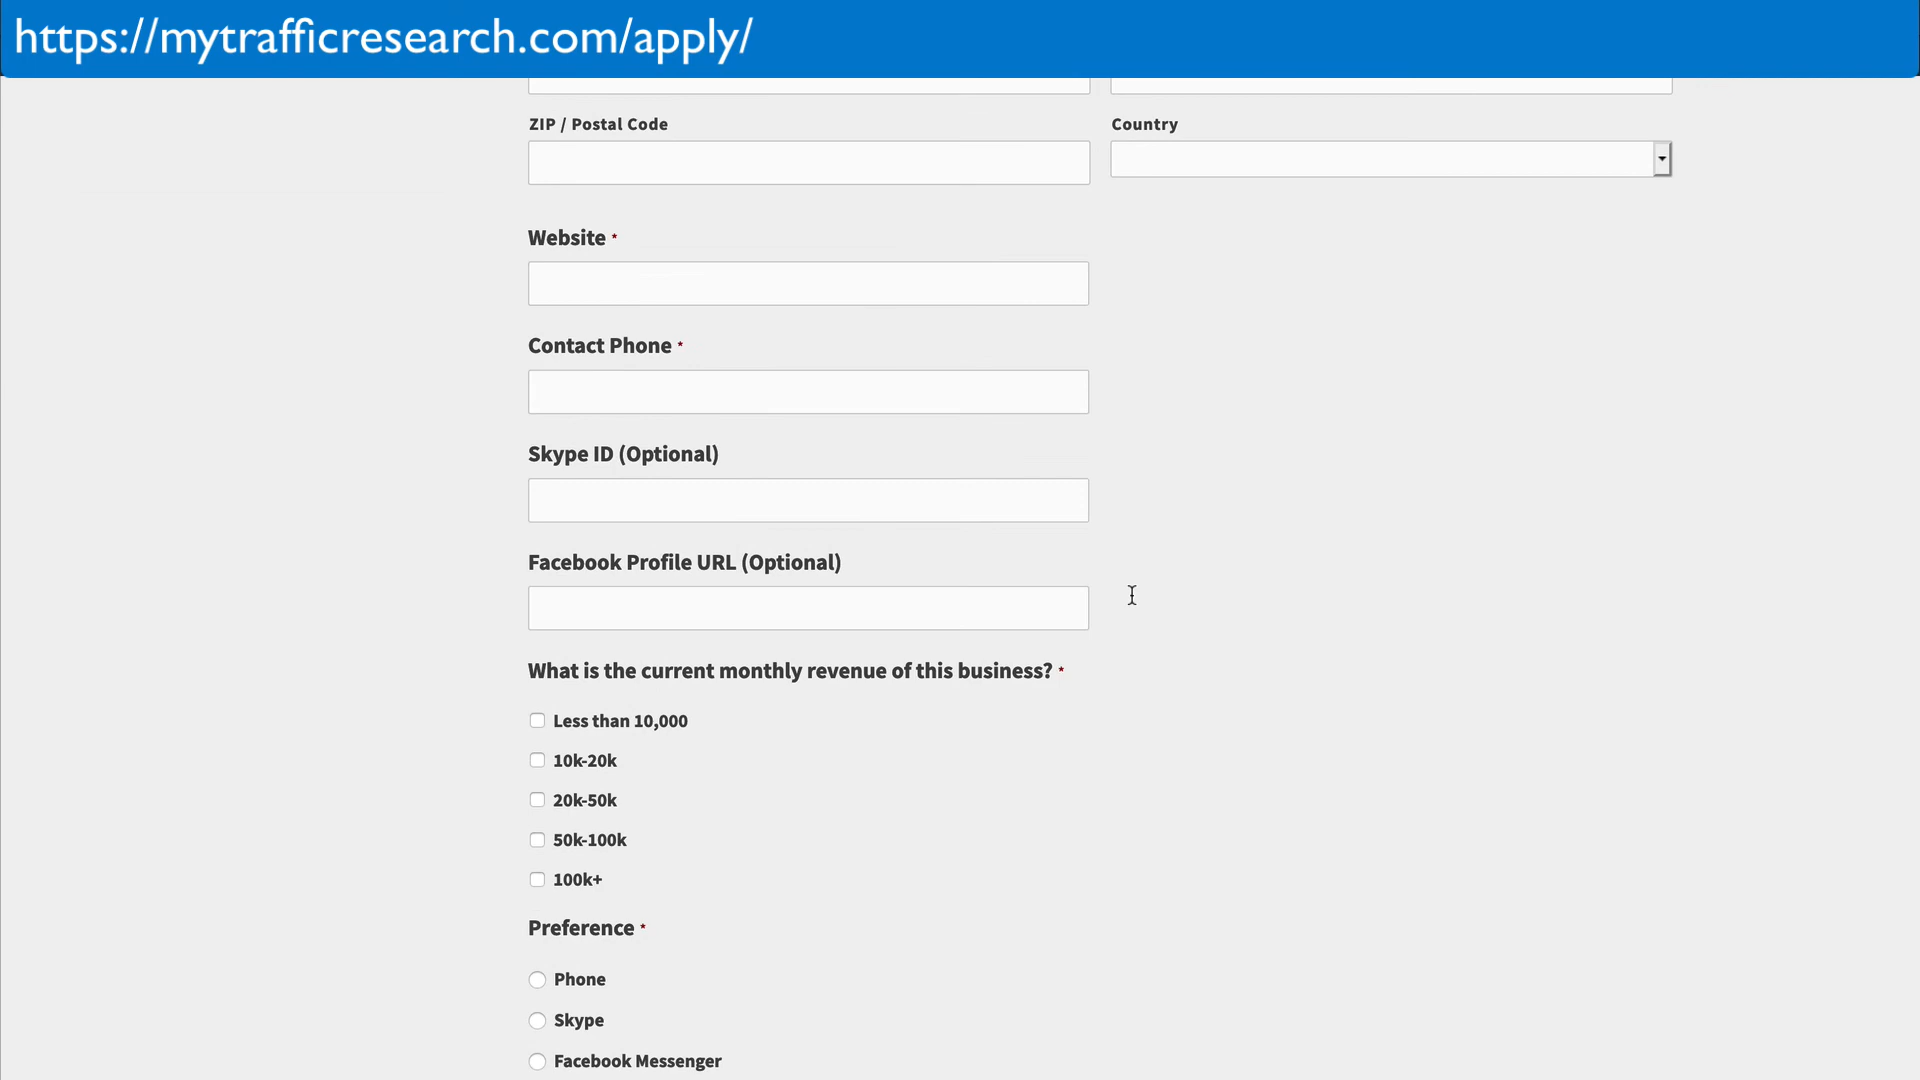 https://mytrafficresearch.com/apply/
ZIP / Postal Code
Country
Website *
Contact Phone *
Skype ID (Optional)
Facebook Profile URL (Optional)
What is the current monthly revenue of this business? *
Less than 10,000
10k-20k
20k-50k
50k-100k
100k+
Preference *
Phone
Skype
Facebook Messenger